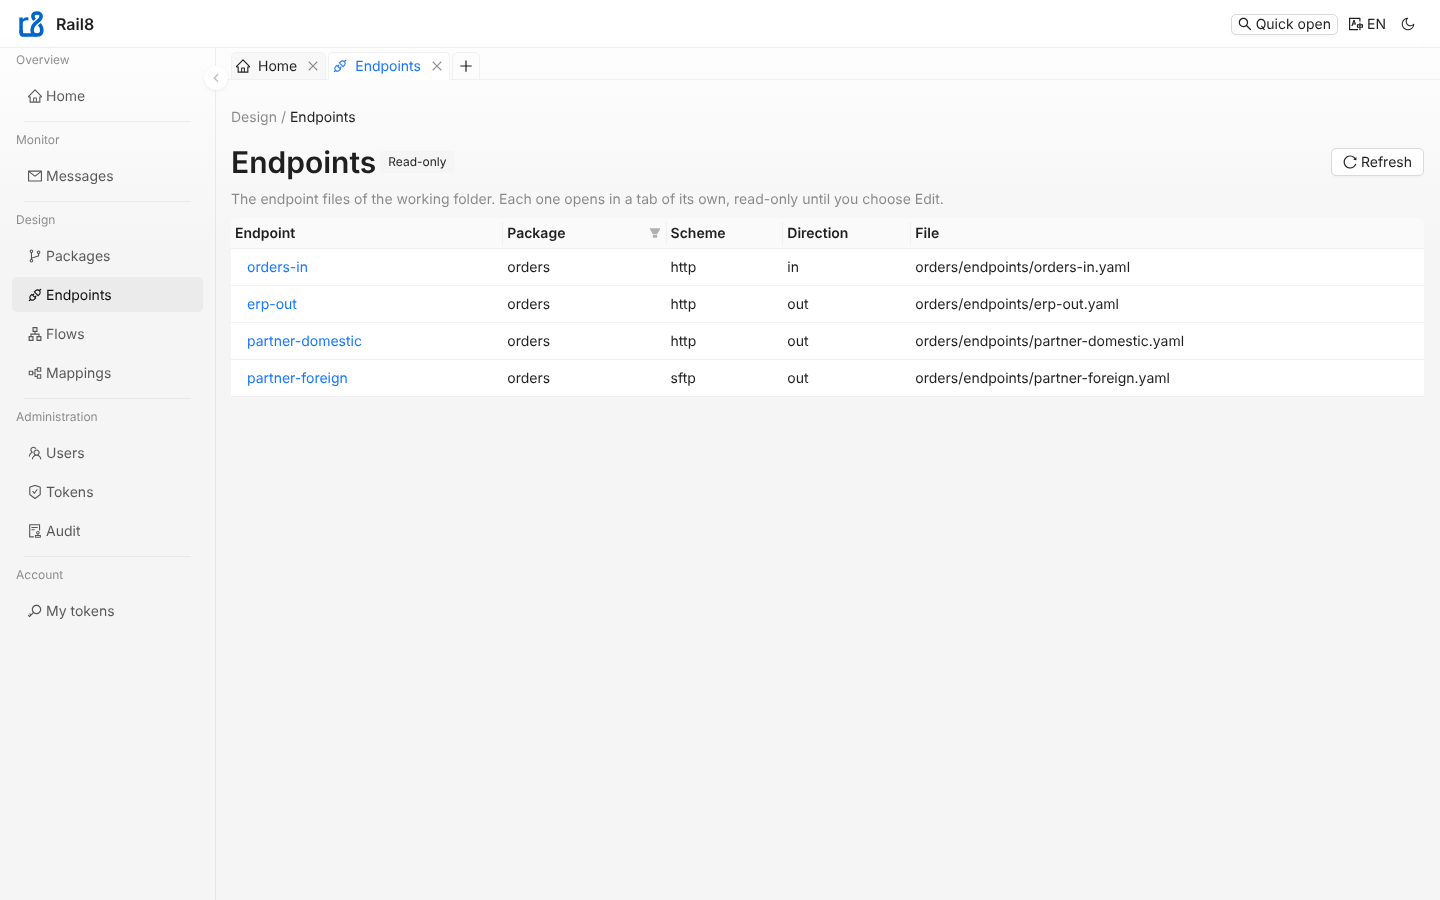 Rail8
Quick open
EN
Overview
Home
Monitor
Messages
Design
Packages
Endpoints
Flows
Mappings
Administration
Users
Tokens
Audit
Account
My tokens
Home
Endpoints
Design / Endpoints
Endpoints Read-only
Refresh
The endpoint files of the working folder. Each one opens in a tab of its own, read-only until you choose Edit.
Endpoint Package Scheme Direction File
orders-in orders http in orders/endpoints/orders-in.yaml
erp-out orders http out orders/endpoints/erp-out.yaml
partner-domestic orders http out orders/endpoints/partner-domestic.yaml
partner-foreign orders sftp out orders/endpoints/partner-foreign.yaml